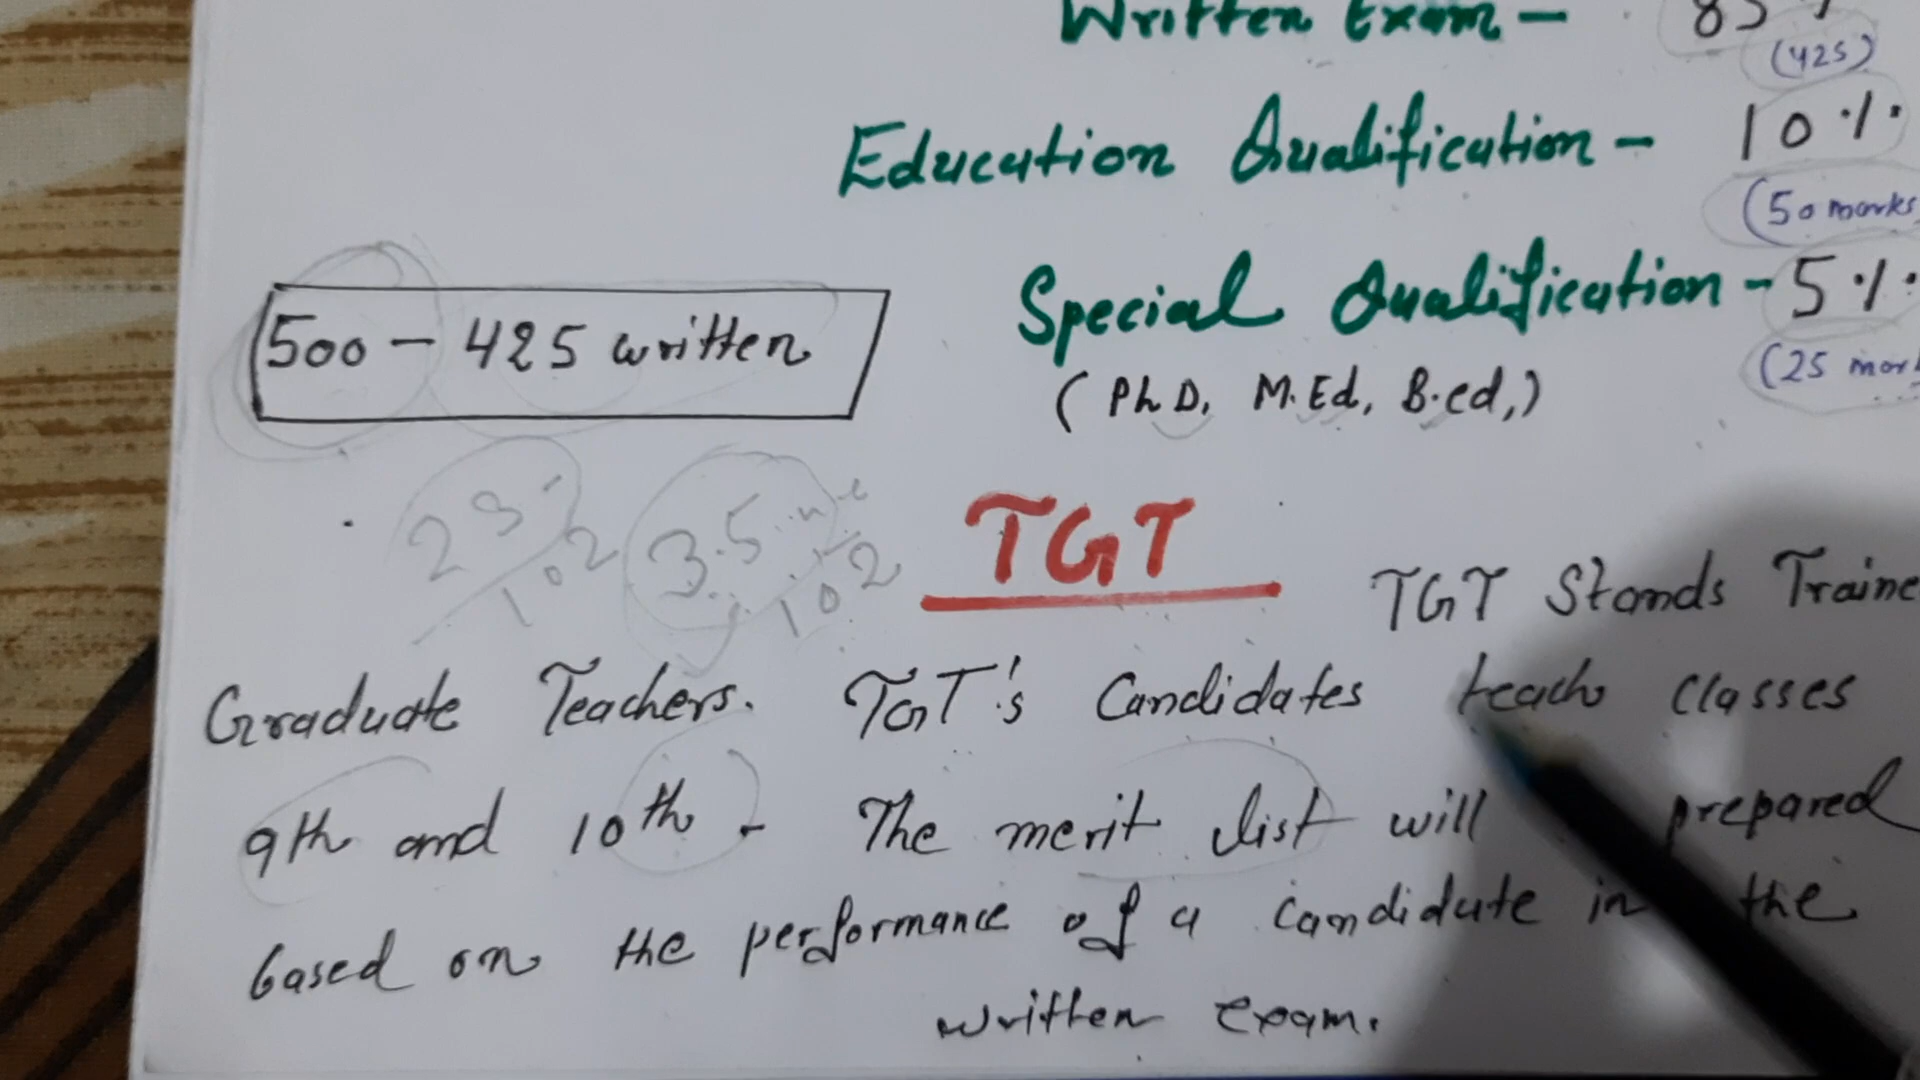 Written Exam - 85%
(425)
Education Qualification - 10%
(50 marks
Special Qualification - 5%
(25 mark
500 - 425 written
(PhD, M.Ed, B.ed,)
TGT
TGT Stands Traine
Graduate Teachers. TGT's Candidates teach classes
9th and 10th. The merit list will prepared
based on the performance of a candidate in the
written exam.